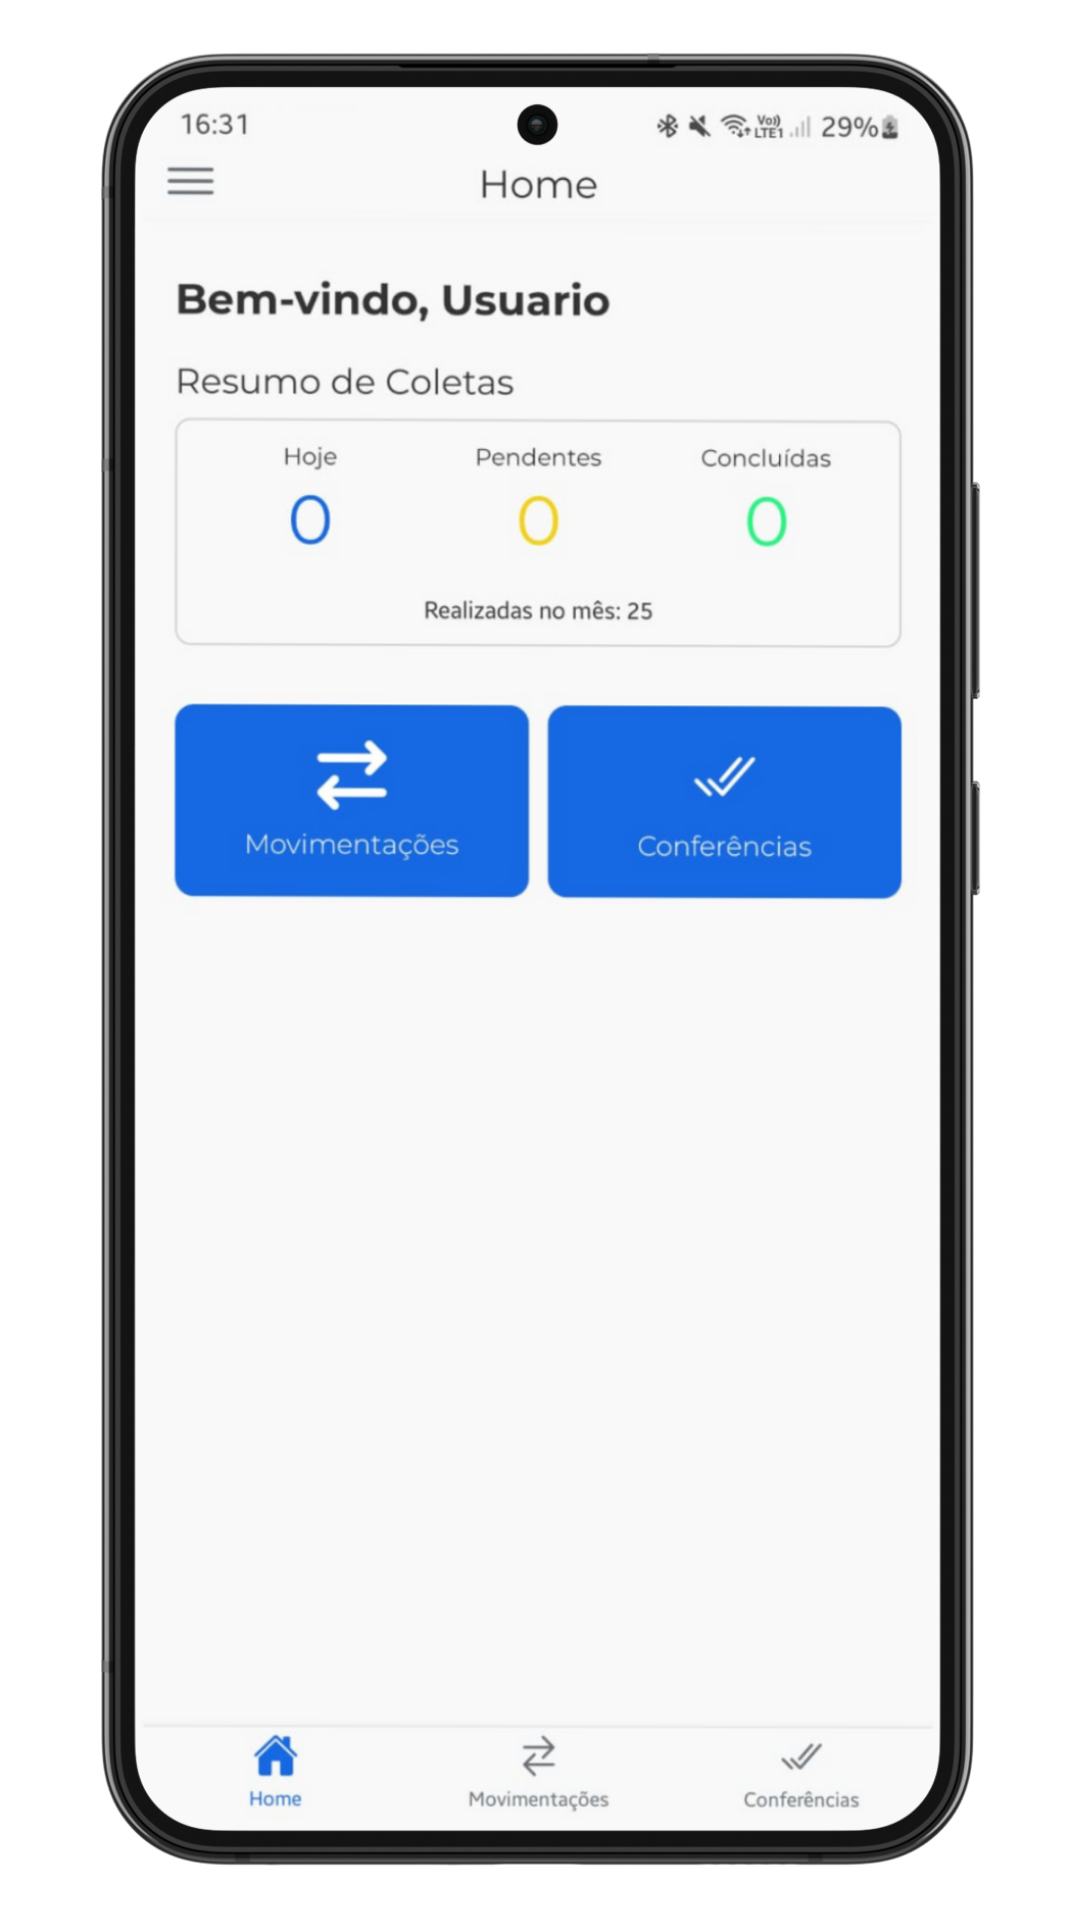 16:31 Vo)) LTE1 29%
Home
Bem-vindo, Usuario
Resumo de Coletas
Hoje Pendentes Concluídas
0 0 0
Realizadas no mês: 25
Movimentações Conferências
Home Movimentações Conferências